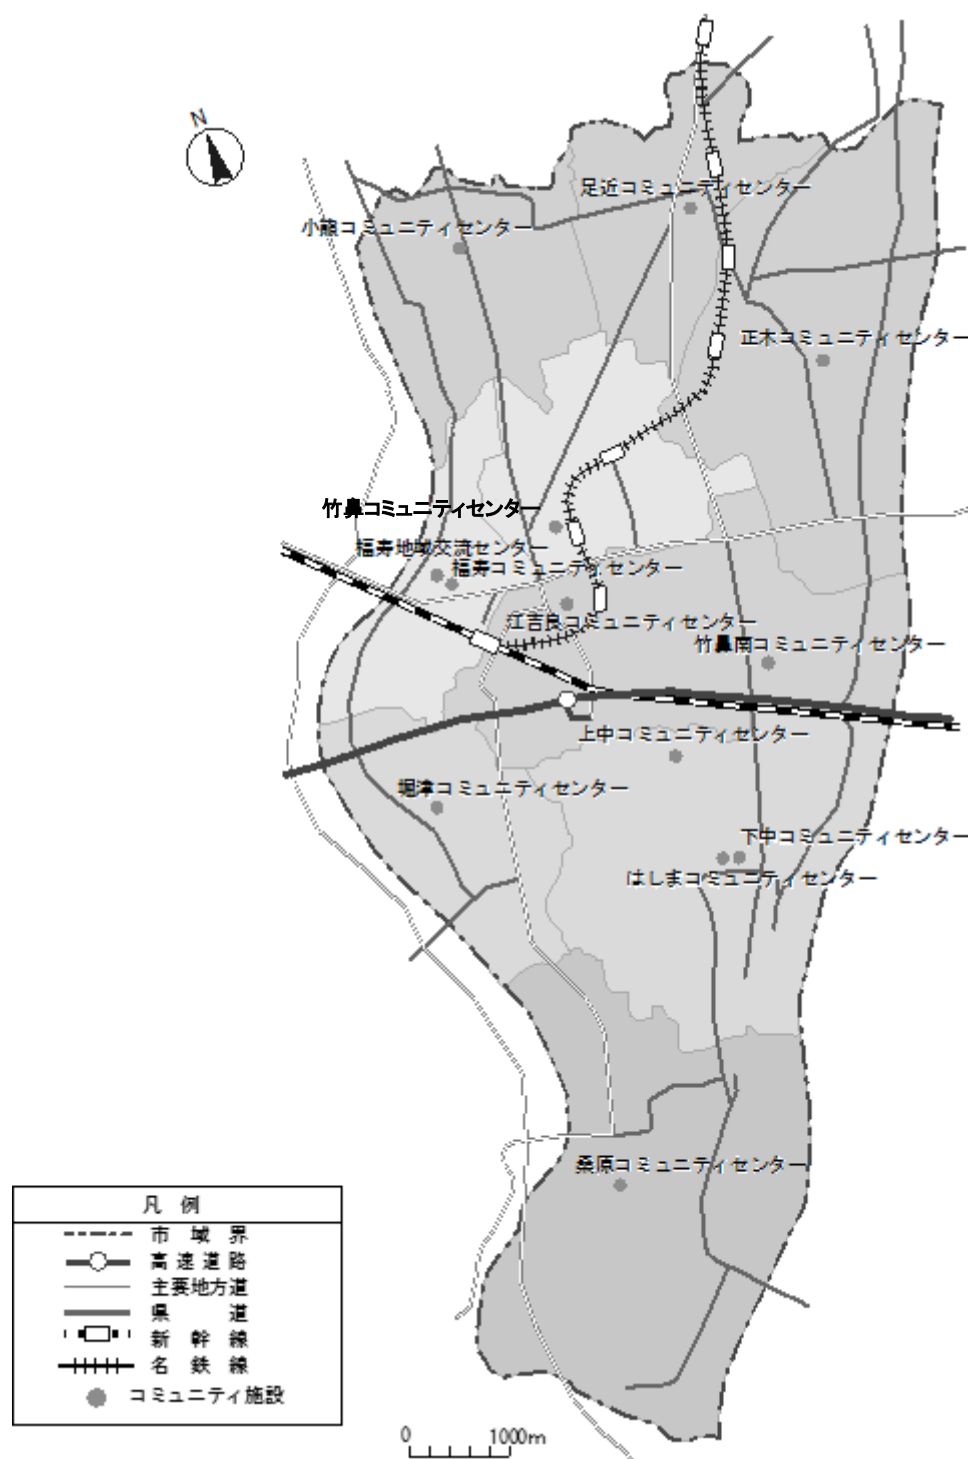 N
足近コミュニティセンター
小熊コミュニティセンター
正木コミュニティセンター
竹鼻コミュニティセンター
福寿地域交流センター
福寿コミュニティセンター
江吉良コミュニティセンター
竹鼻南コミュニティセンター
上中コミュニティセンター
堀津コミュニティセンター
下中コミュニティセンター
はしまコミュニティセンター
桑原コミュニティセンター
凡 例
市 域 界
高 速 道 路
主要地方道
県 道
新 幹 線
名 鉄 線
コミュニティ施設
0 1000m